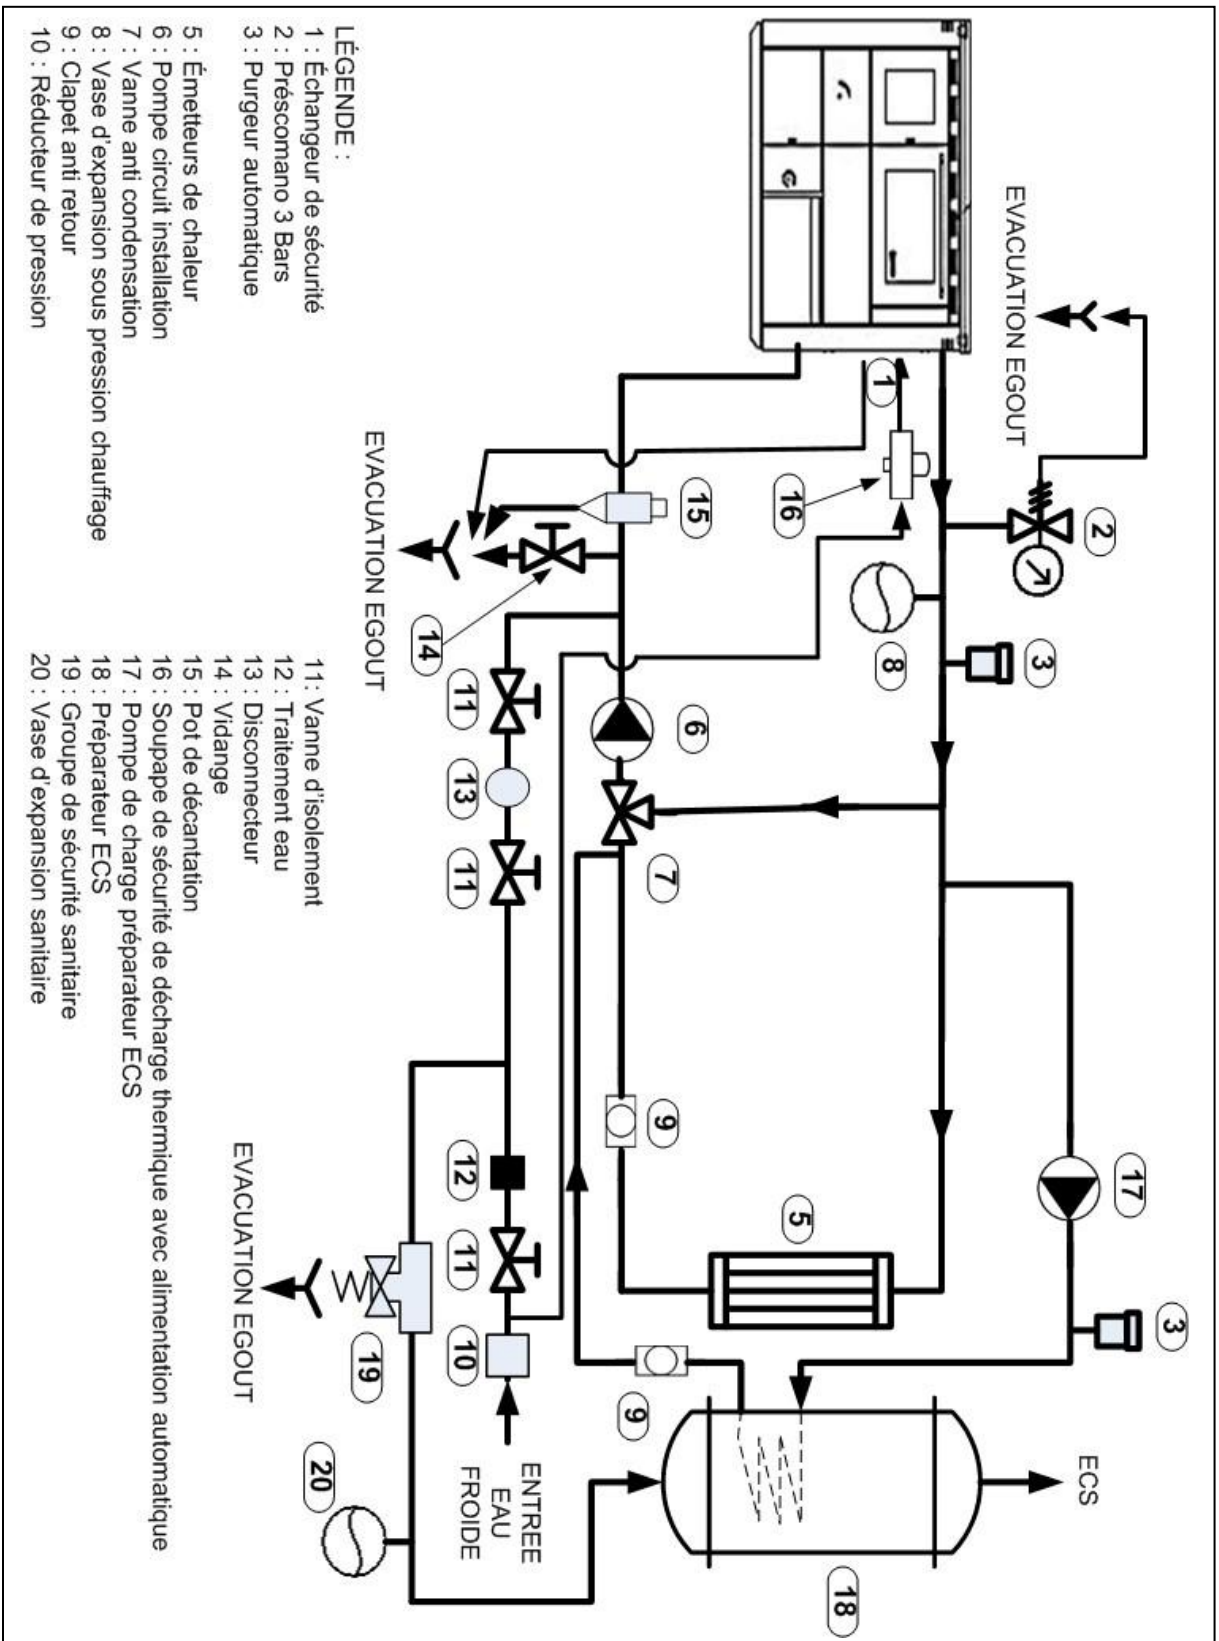 EVACUATION EGOUT
2
3
1
16
8
15
14
EVACUATION EGOUT
6
7
11
13
11
9
5
17
3
12
11
10
9
18
ECS
19
20
EVACUATION EGOUT
ENTREE
EAU
FROIDE
LÉGENDE :
1 : Échangeur de sécurité
2 : Préscomano 3 Bars
3 : Purgeur automatique
5 : Émetteurs de chaleur
6 : Pompe circuit installation
7 : Vanne anti condensation
8 : Vase d'expansion sous pression chauffage
9 : Clapet anti retour
10 : Réducteur de pression
11: Vanne d'isolement
12 : Traitement eau
13 : Disconnecteur
14 : Vidange
15 : Pot de décantation
16 : Soupape de sécurité de décharge thermique avec alimentation automatique
17 : Pompe de charge préparateur ECS
18 : Préparateur ECS
19 : Groupe de sécurité sanitaire
20 : Vase d'expansion sanitaire